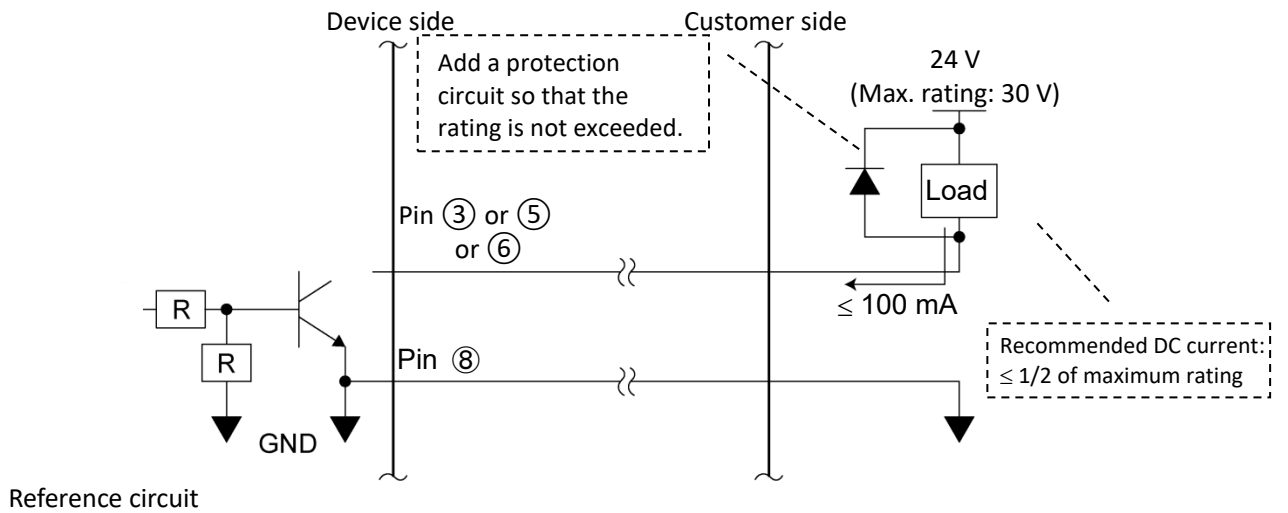 Device side
Customer side
Add a protection
circuit so that the
rating is not exceeded.
24 V
(Max. rating: 30 V)
Load
Pin ③ or ⑤
or ⑥
≤ 100 mA
R
R
Pin ⑧
Recommended DC current:
≤ 1/2 of maximum rating
GND
Reference circuit